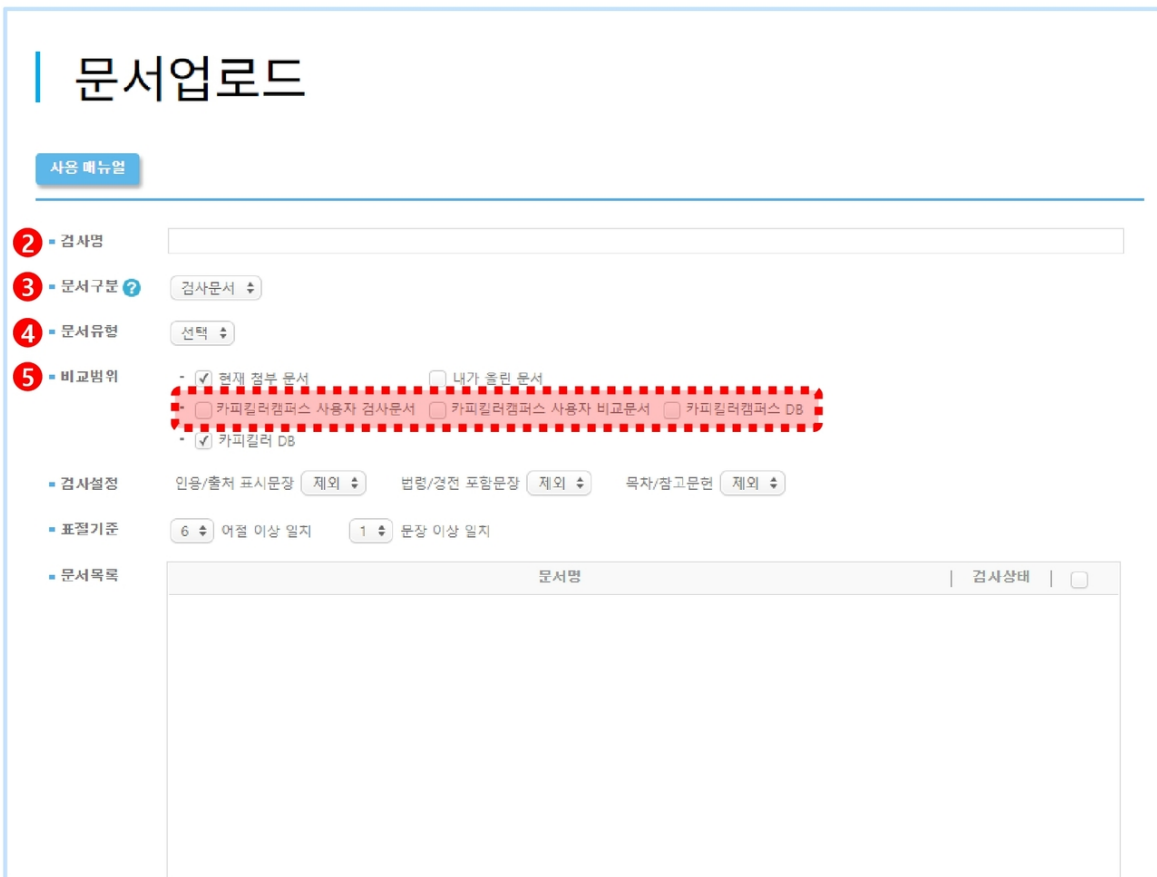 문서업로드
사용 매뉴얼
2 검사명
3 문서구분 ? 검사문서
4 문서유형 선택
5 비교범위 - 현재 첨부 문서 내가 올린 문서
- 카피킬러캠퍼스 사용자 검사문서 카피킬러캠퍼스 사용자 비교문서 카피킬러캠퍼스 DB
- 카피킬러 DB
검사설정 인용/출처 표시문장 제외 법령/경전 포함문장 제외 목차/참고문헌 제외
표절기준 6 어절 이상 일치 1 문장 이상 일치
문서목록 문서명 | 검사상태 |